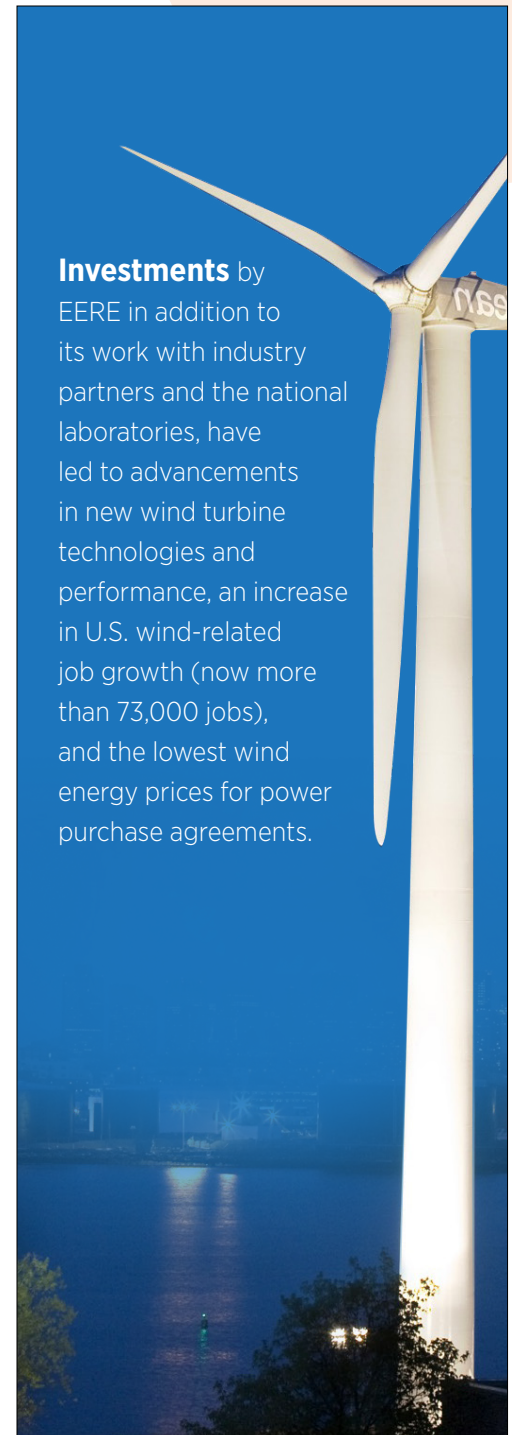 Investments by
EERE in addition to
its work with industry
partners and the national
laboratories, have
led to advancements
in new wind turbine
technologies and
performance, an increase
in U.S. wind-related
job growth (now more
than 73,000 jobs),
and the lowest wind
energy prices for power
purchase agreements.